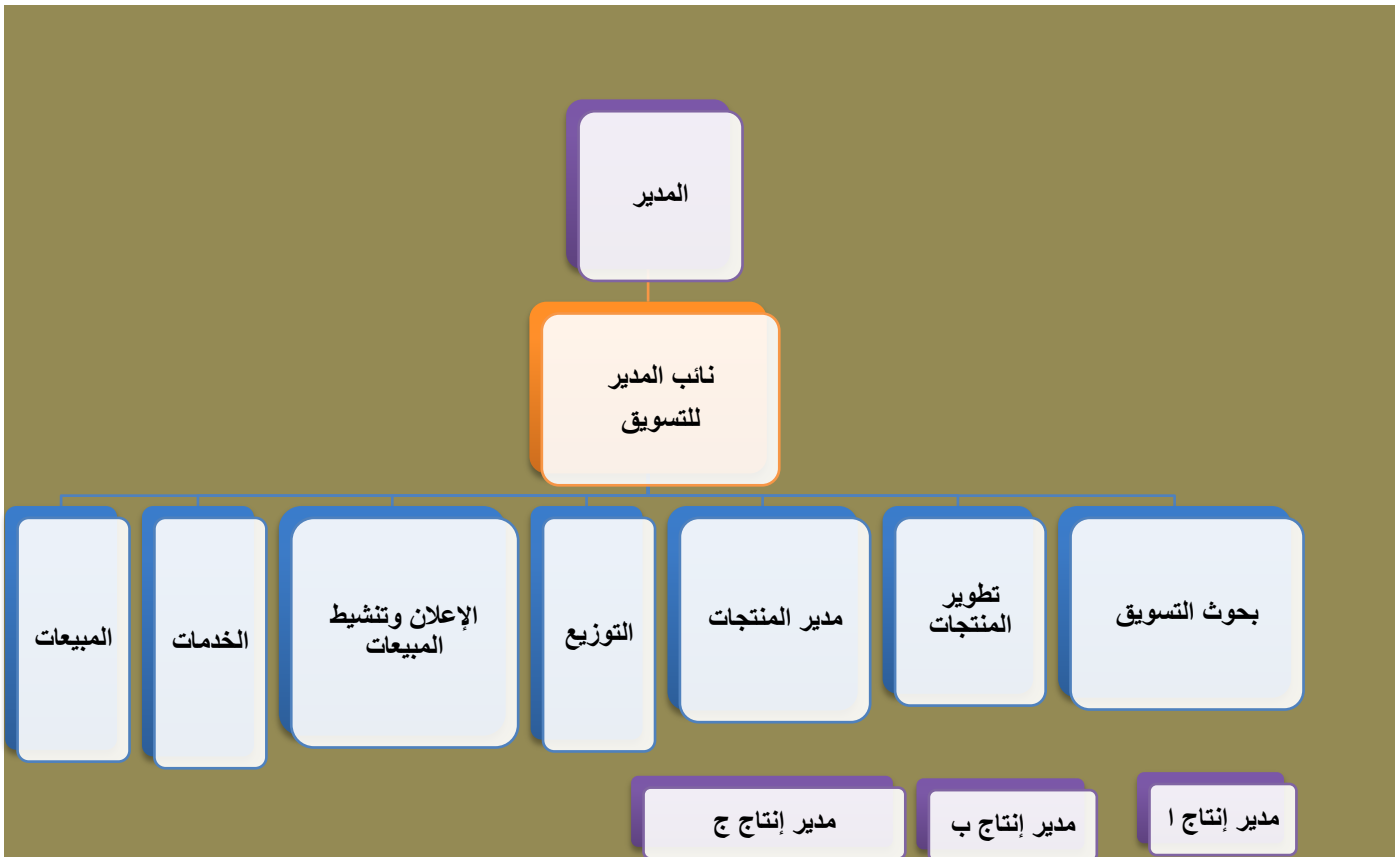 المدير
نائب المدير
للتسويق
بحوث التسويق
تطوير
المنتجات
مدير المنتجات
التوزيع
الإعلان وتنشيط
المبيعات
الخدمات
المبيعات
مدير إنتاج ا
مدير إنتاج ب
مدير إنتاج ج